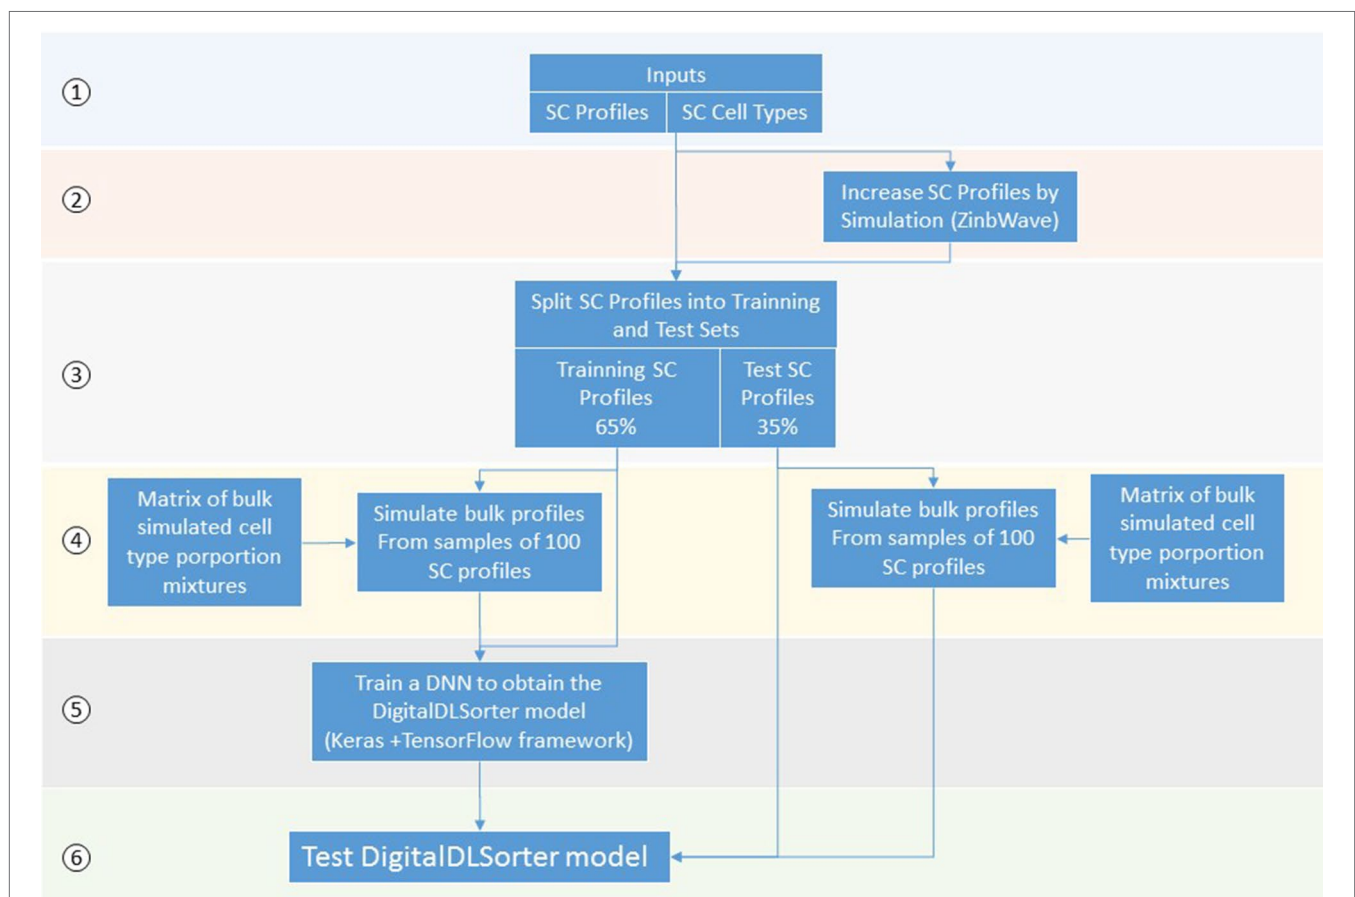 ①
Inputs
SC Profiles
SC Cell Types
②
Increase SC Profiles by
Simulation (ZinbWave)
③
Split SC Profiles into Trainning
and Test Sets
Trainning SC
Profiles
65%
Test SC
Profiles
35%
④
Matrix of bulk
simulated cell
type porportion
mixtures
Simulate bulk profiles
From samples of 100
SC profiles
Simulate bulk profiles
From samples of 100
SC profiles
Matrix of bulk
simulated cell
type porportion
mixtures
⑤
Train a DNN to obtain the
DigitalDLSorter model
(Keras +TensorFlow framework)
⑥
Test DigitalDLSorter model